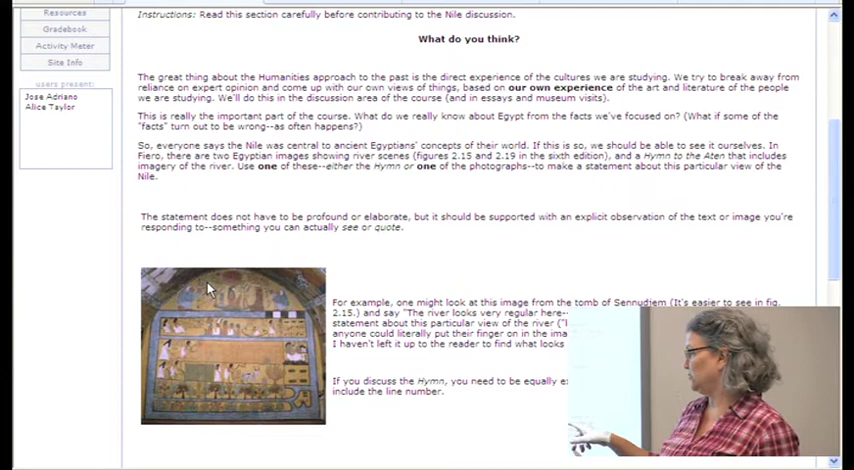 Resources
Gradebook
Activity Meter
Site Info
users present:
Jose Adriano
Alice Taylor
Instructions: Read this section carefully before contributing to the Nile discussion.
What do you think?
The great thing about the Humanities approach to the past is the direct experience of the cultures we are studying. We try to break away from
reliance on expert opinion and come up with our own views of things, based on our own experience of the art and literature of the people
we are studying. We'll do this in the discussion area of the course (and in essays and museum visits).
This is really the important part of the course. What do we really know about Egypt from the facts we've focused on? (What if some of the
"facts" turn out to be wrong--as often happens?)
So, everyone says the Nile was central to ancient Egyptians' concepts of their world. If this is so, we should be able to see it ourselves. In
Fiero, there are two Egyptian images showing river scenes (figures 2.15 and 2.19 in the sixth edition), and a Hymn to the Aten that includes
imagery of the river. Use one of these--either the Hymn or one of the photographs--to make a statement about this particular view of the
Nile.
The statement does not have to be profound or elaborate, but it should be supported with an explicit observation of the text or image you're
responding to--something you can actually see or quote.
For example, one might look at this image from the tomb of Sennudjem (It's easier to see in fig.
2.15.) and say "The river looks very regular here--
statement about this particular view of the river ("
anyone could literally put their finger on in the ima
I haven't left it up to the reader to find what looks
If you discuss the Hymn, you need to be equally
include the line number.